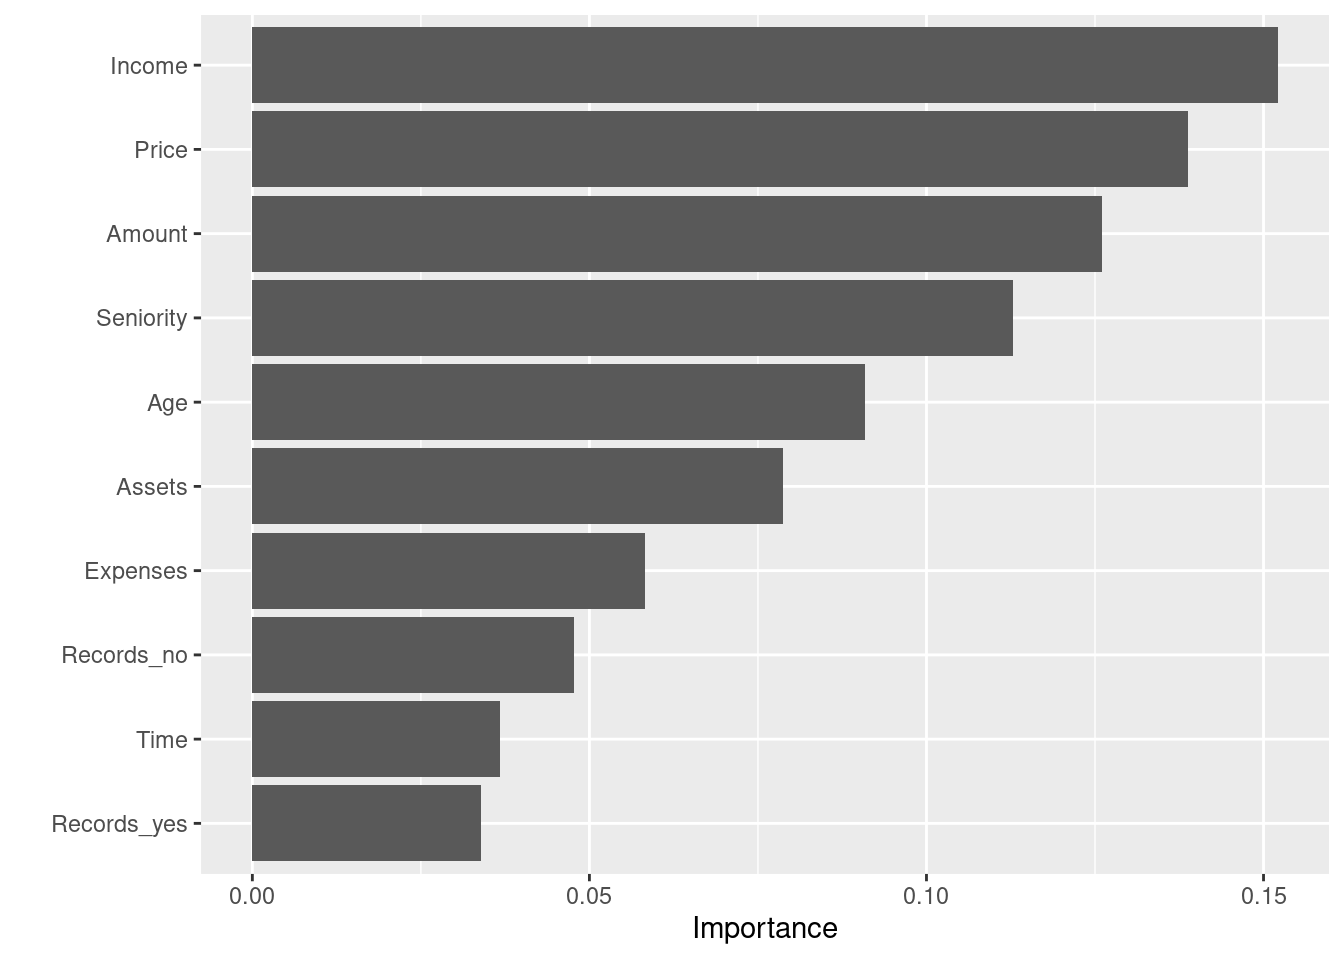 Income
Price
Amount
Seniority
Age
Assets
Expenses
Records_no
Time
Records_yes
0.00 0.05 0.10 0.15
Importance